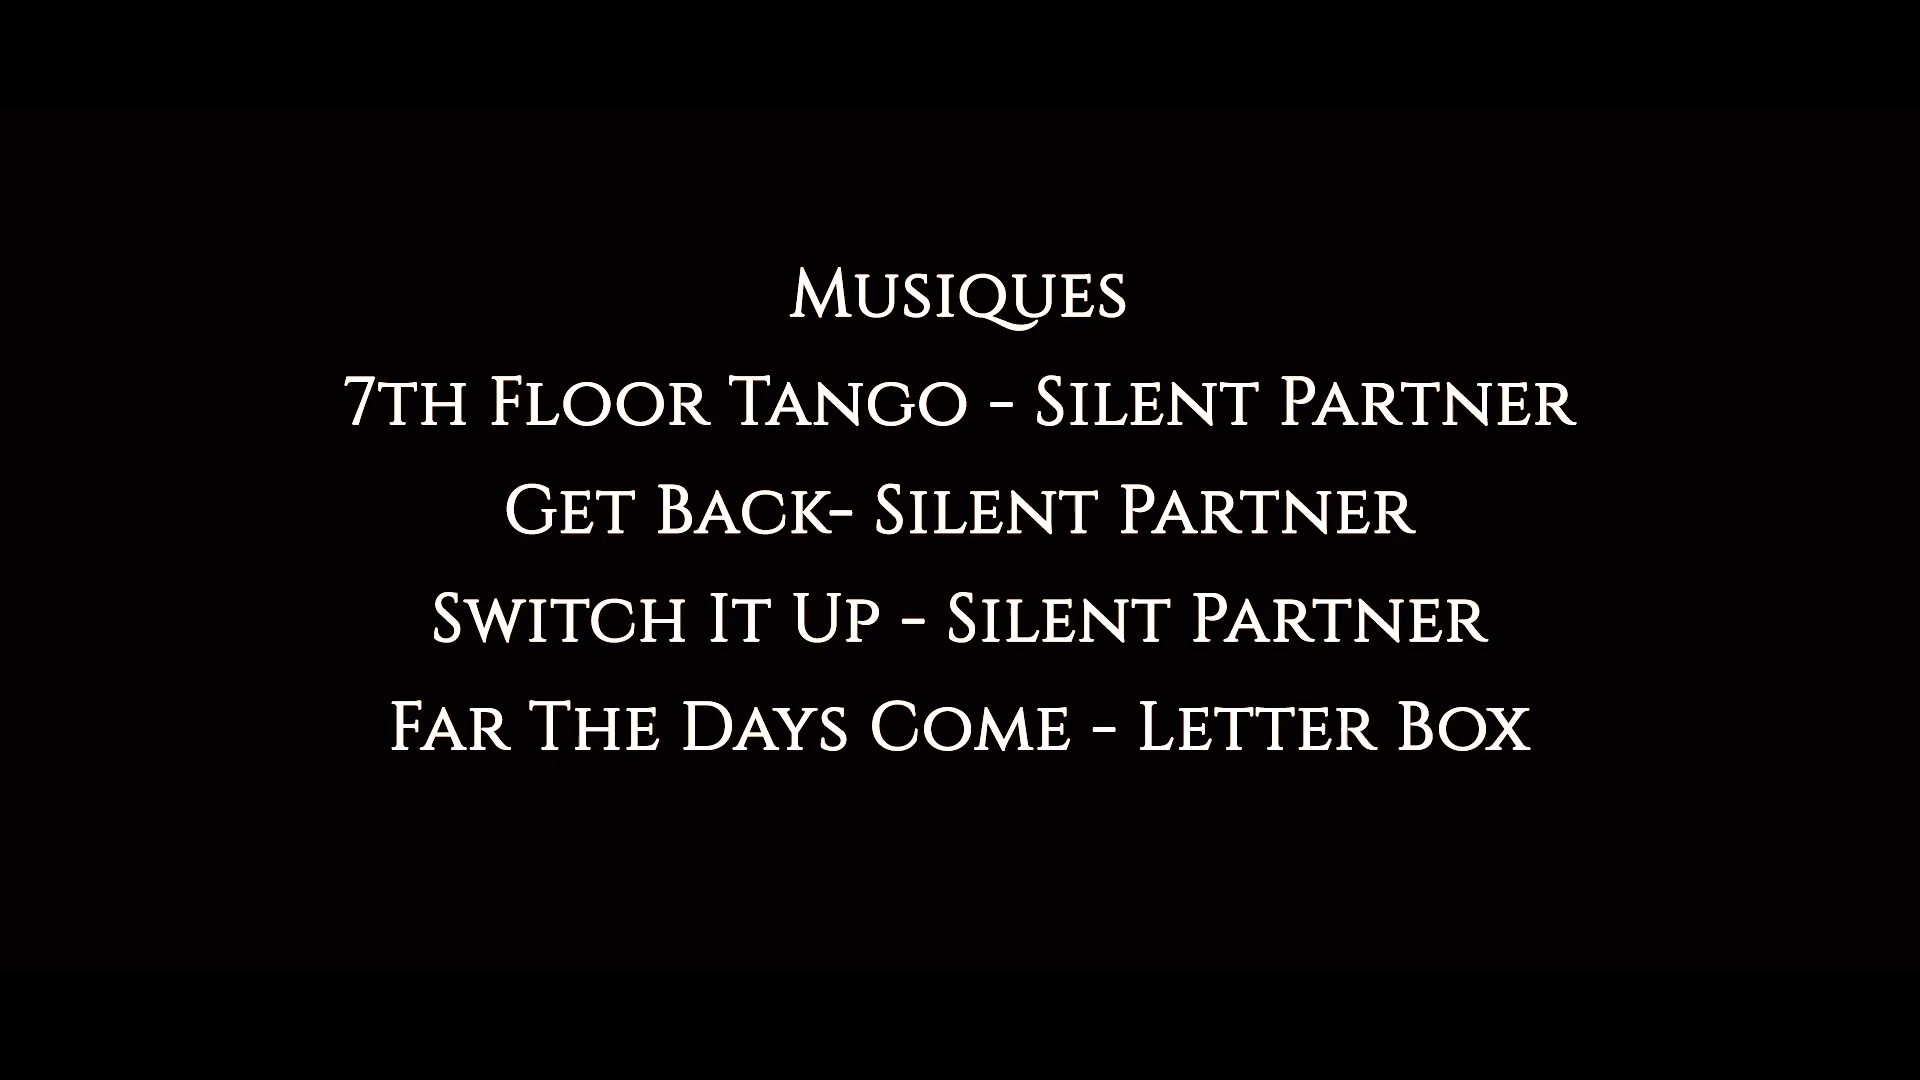 Musiques
7th Floor Tango - Silent Partner
Get Back- Silent Partner
Switch It Up - Silent Partner
Far The Days Come - Letter Box